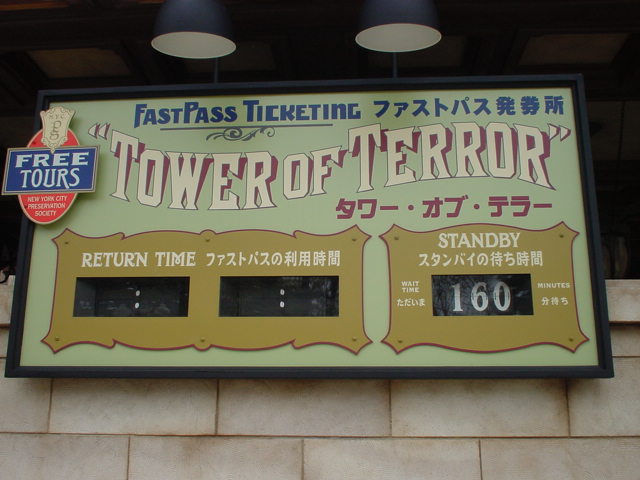 FASTPASS TICKETING ファストパス発券所
"TOWER OF TERROR"
タワー・オブ・テラー
FREE
TOURS
NEW YORK CITY
PRESERVATION
SOCIETY
RETURN TIME ファストパスの利用時間
: :
STANDBY
スタンバイの待ち時間
WAIT
TIME
ただいま
160
MINUTES
分待ち